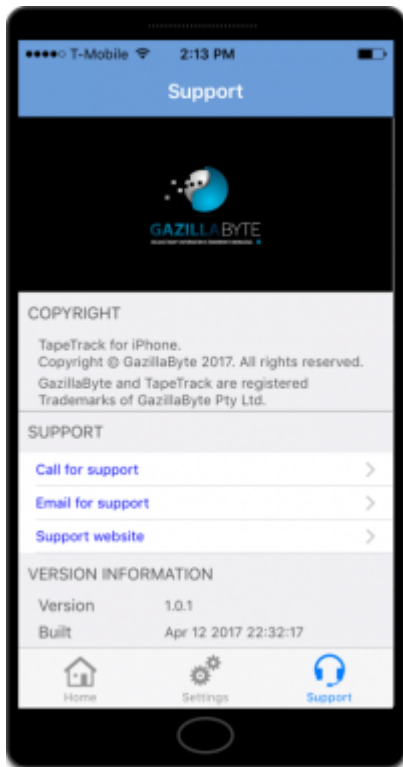 T-Mobile 2:13 PM
Support
GAZILLABYTE
COPYRIGHT
TapeTrack for iPhone.
Copyright © GazillaByte 2017. All rights reserved.
GazillaByte and TapeTrack are registered
Trademarks of GazillaByte Pty Ltd.
SUPPORT
Call for support
Email for support
Support website
VERSION INFORMATION
Version 1.0.1
Built Apr 12 2017 22:32:17
Home Settings Support